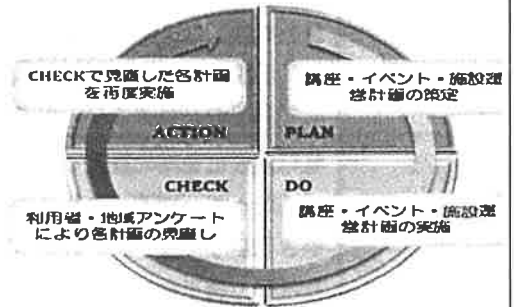 CHECKで見直した各計画
を再度実施
講座・イベント・施設運
営計画の策定
ACTION
PLAN
CHECK
DO
利用者・地域アンケート
により各計画の見直し
講座・イベント・施設運
営計画の実施